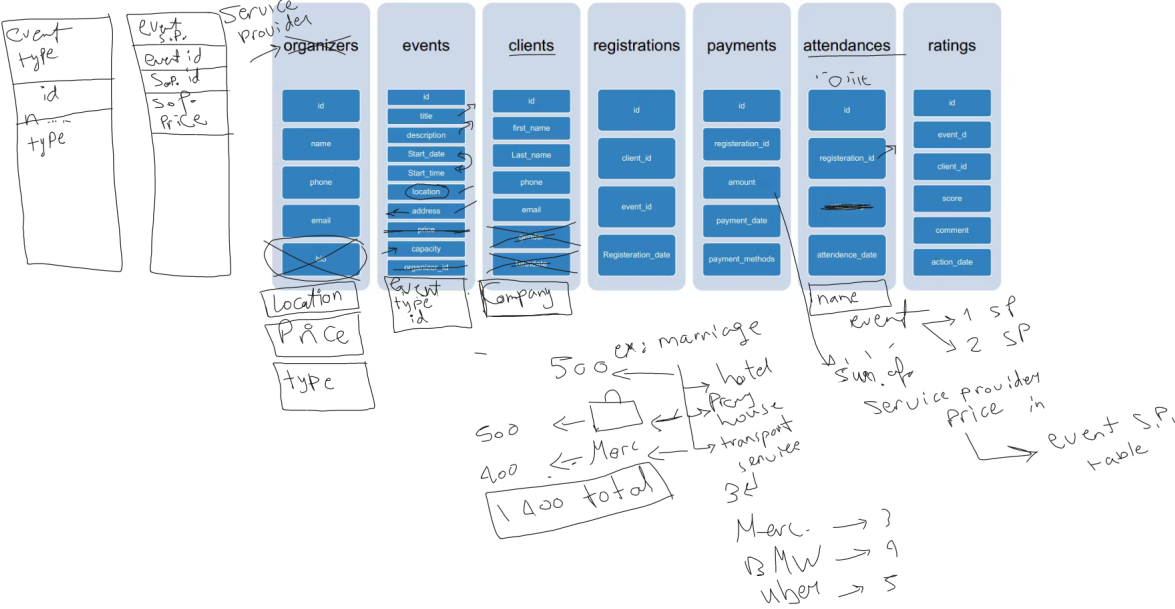 event
type
id
type
event
S.P.
event id
S.P. id
S.P.
Price
Service
provider
organizers
id
name
phone
email
bio
Location
Price
type
events
id
title
description
Start_date
Start_time
location
address
price
capacity
organizer_id
Event
type
id
clients
id
first_name
Last_name
phone
email
gender
Company
registrations
id
client_id
event_id
Registeration_date
payments
id
registeration_id
amount
payment_date
payment_methods
attendances
id
registeration_id
attendence_date
name
ratings
id
event_d
client_id
score
comment
action_date
event
1 SP
2 SP
sum of
Service provider
Price in
event S.P.
table
ex: marriage
500
hotel
house
500
Merc
transport
service
400
1400 total
3
Merc. 3
BMW 4
Uber 5